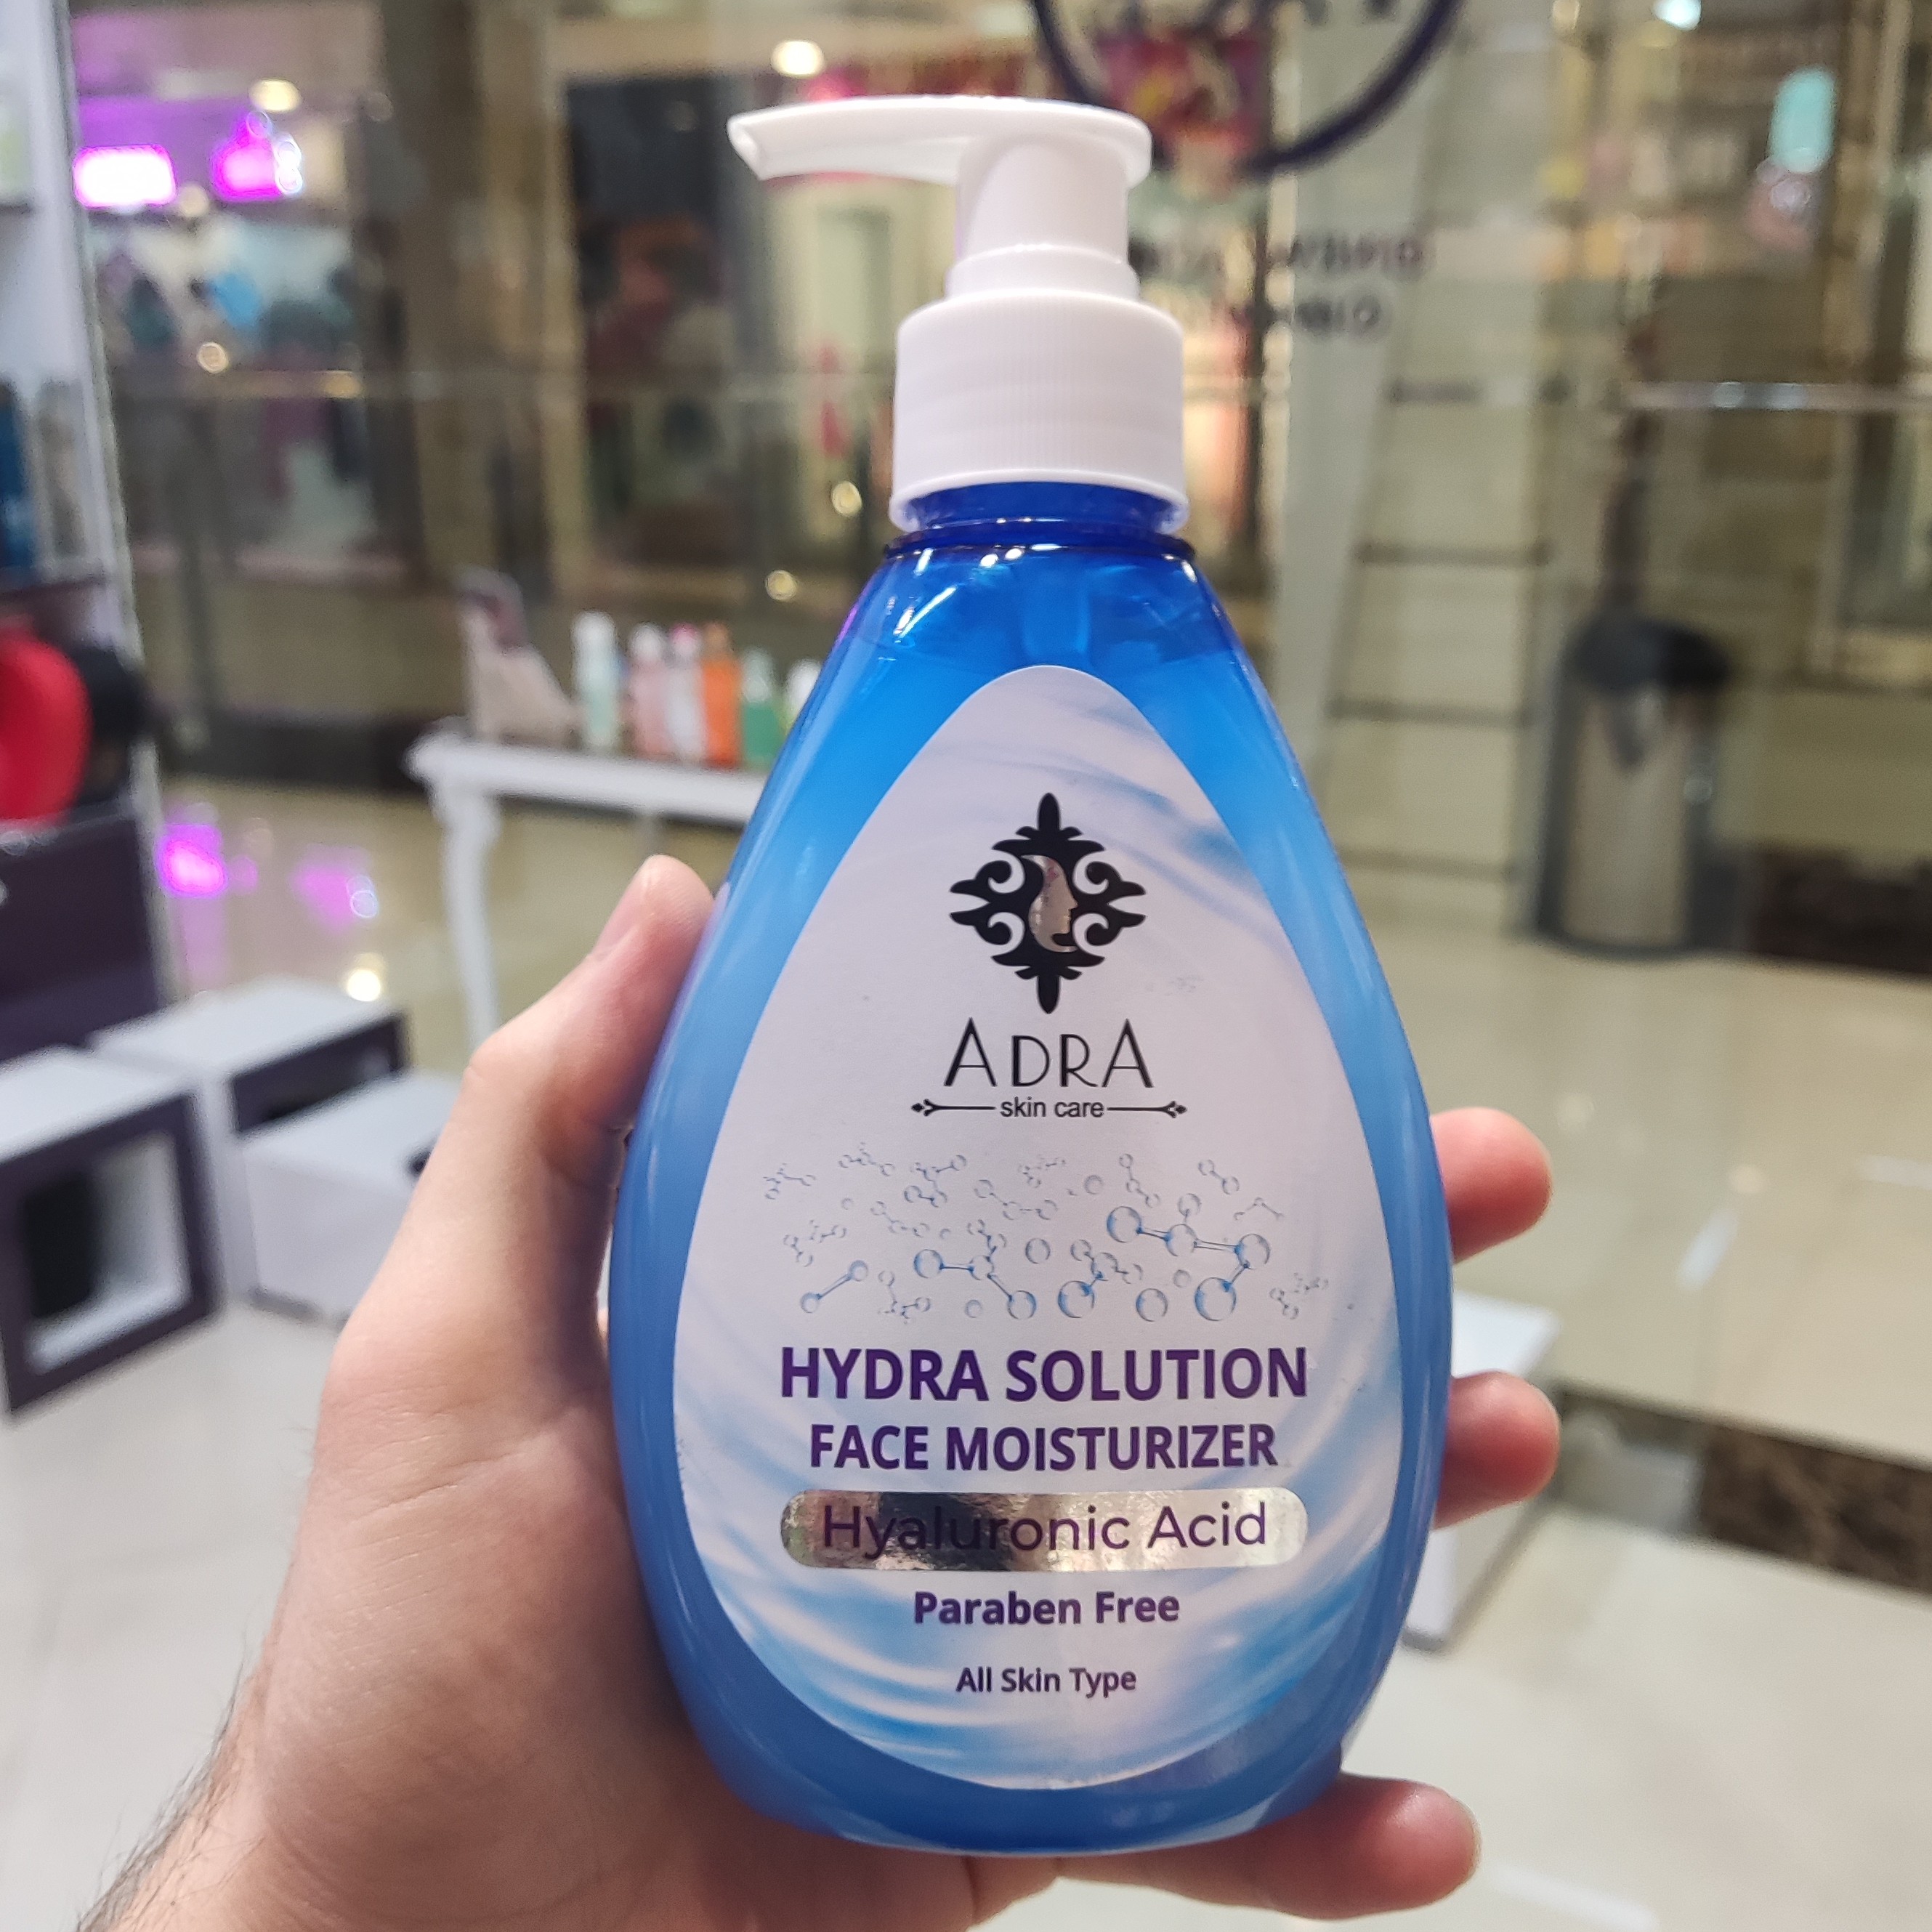 ADRA
skin care
HYDRA SOLUTION
FACE MOISTURIZER
Hyaluronic Acid
Paraben Free
All Skin Type